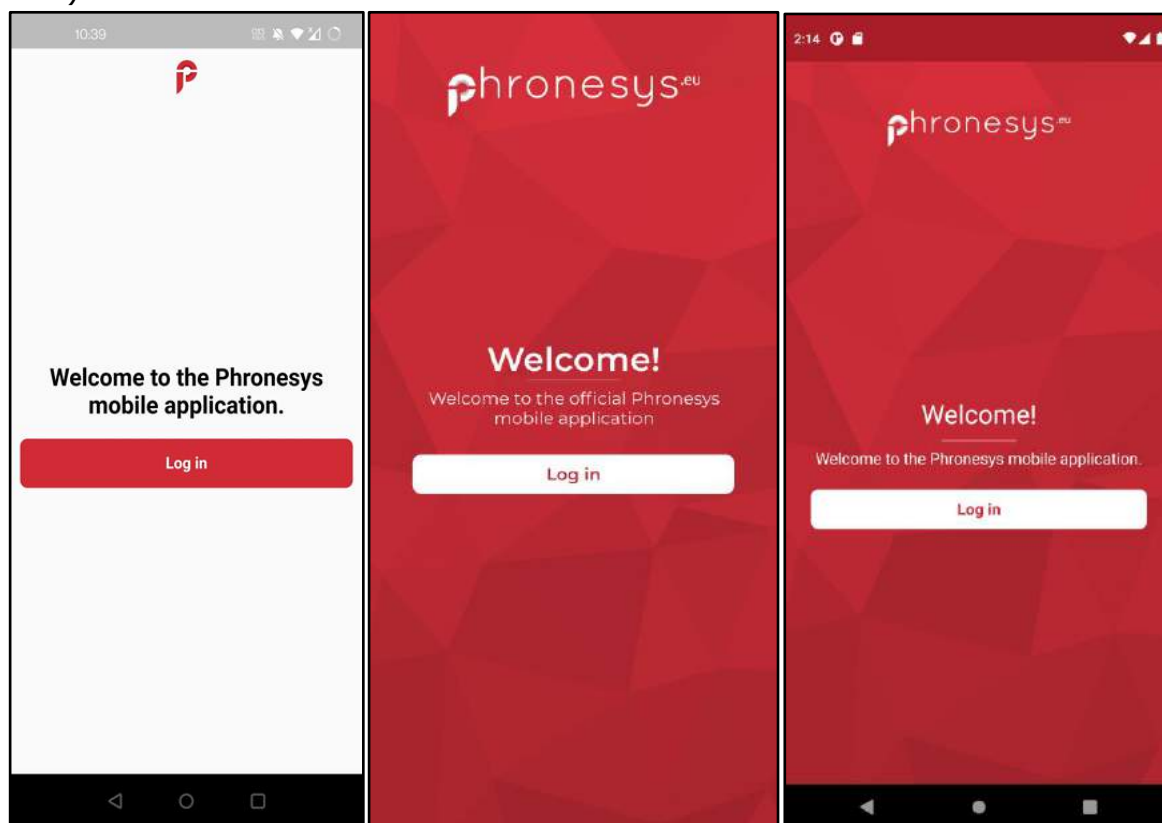 10:39
Welcome to the Phronesys
mobile application.
Log in
phronesys.eu
Welcome!
Welcome to the official Phronesys
mobile application
Log in
2:14
phronesys.eu
Welcome!
Welcome to the Phronesys mobile application.
Log in